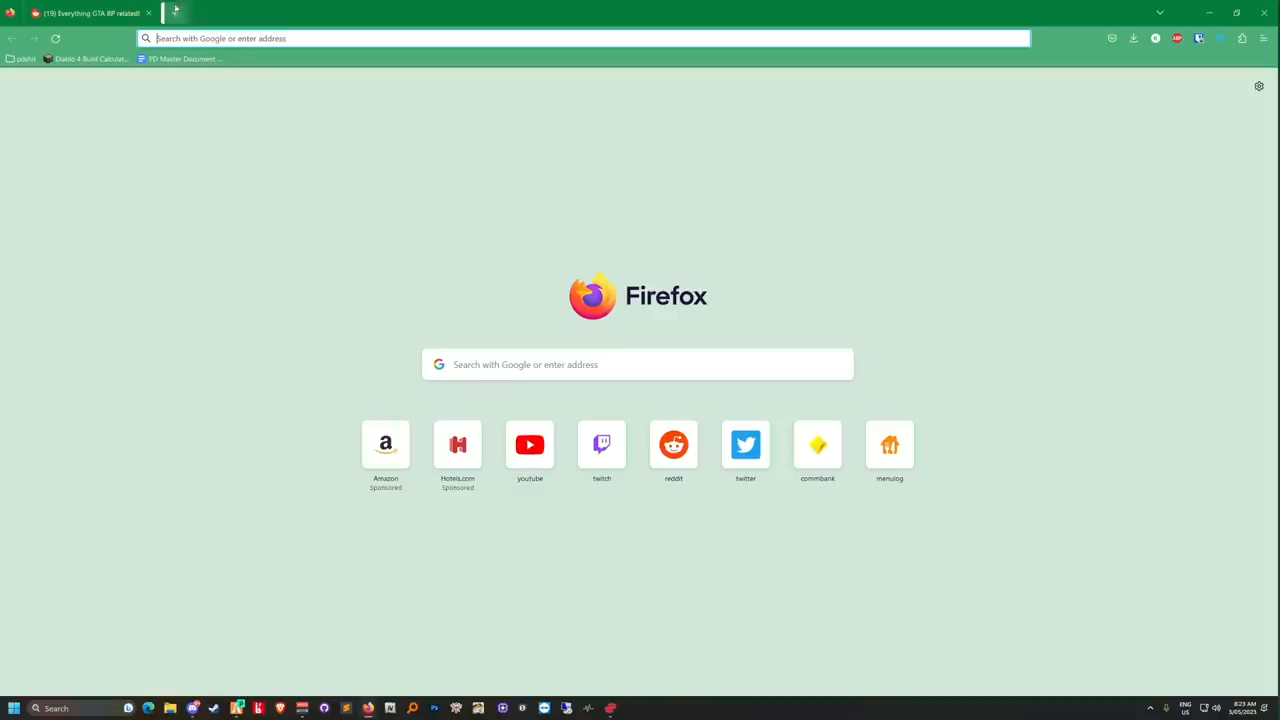 (19) Everything GTA RP related!
Search with Google or enter address
pdshit
Diablo 4 Build Calculat...
PD Master Document ...
ABP
Firefox
Search with Google or enter address
Amazon
Sponsored
Hotels.com
Sponsored
youtube
twitch
reddit
twitter
commbank
menulog
Search
ENG
US
8:23 AM
3/05/2023